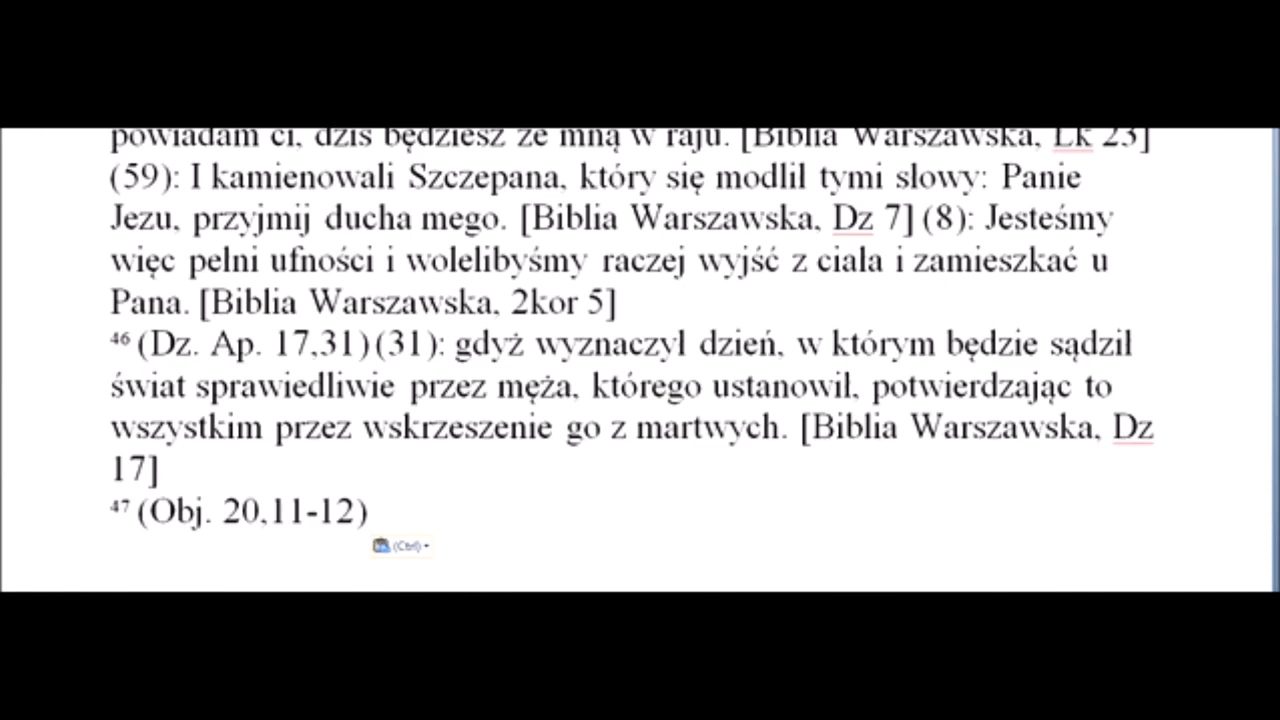 powiadam ci, dziś będziesz ze mną w raju. [Biblia Warszawska, Łk 23]
(59): I kamienowali Szczepana, który się modlił tymi słowy: Panie
Jezu, przyjmij ducha mego. [Biblia Warszawska, Dz 7] (8): Jesteśmy
więc pełni ufności i wolelibyśmy raczej wyjść z ciała i zamieszkać u
Pana. [Biblia Warszawska, 2kor 5]
46 (Dz. Ap. 17,31) (31): gdyż wyznaczył dzień, w którym będzie sądził
świat sprawiedliwie przez męża, którego ustanowił, potwierdzając to
wszystkim przez wskrzeszenie go z martwych. [Biblia Warszawska, Dz
17]
47 (Obj. 20,11-12)
(Ctrl)